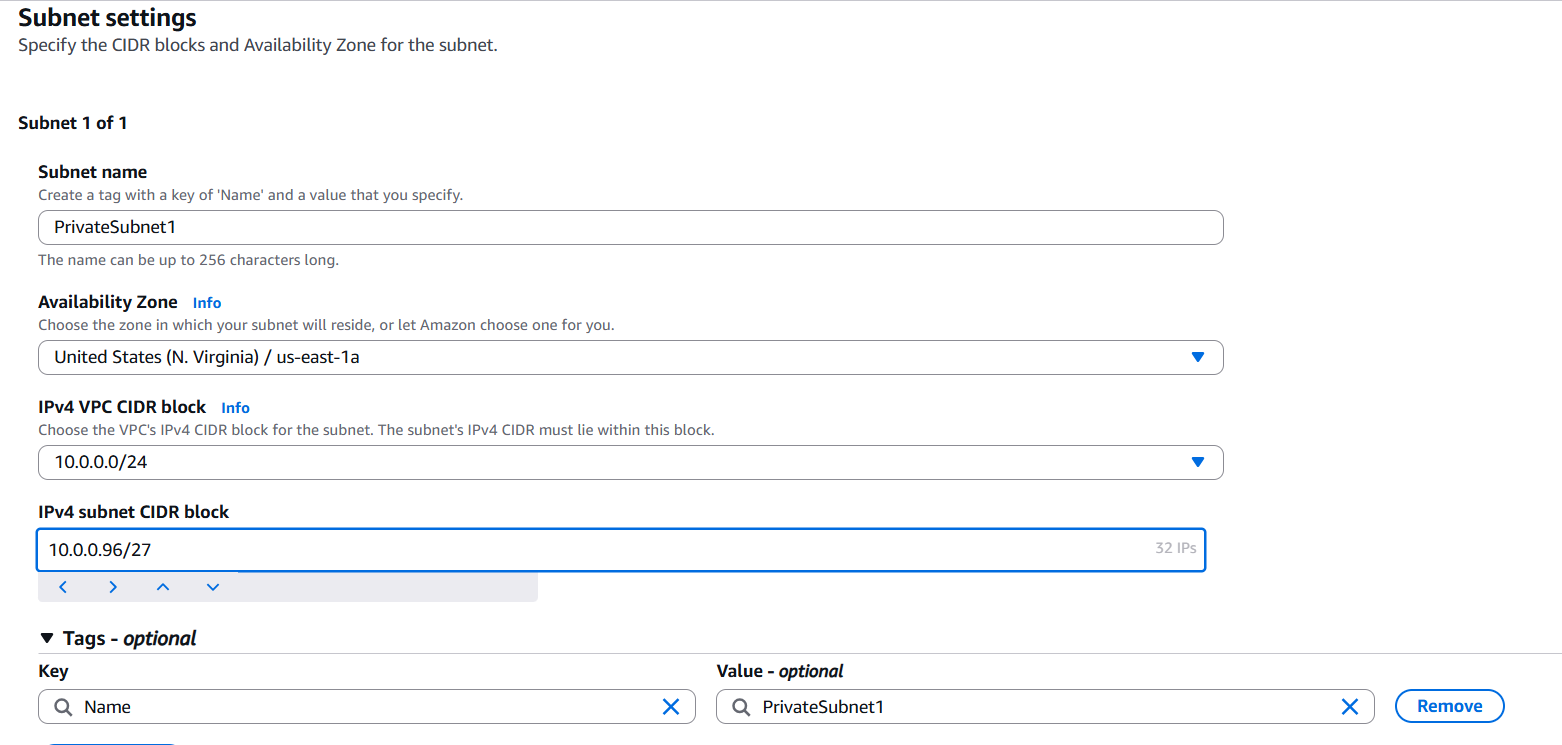 Subnet settings
Specify the CIDR blocks and Availability Zone for the subnet.
Subnet 1 of 1
Subnet name
Create a tag with a key of 'Name' and a value that you specify.
PrivateSubnet1
The name can be up to 256 characters long.
Availability Zone Info
Choose the zone in which your subnet will reside, or let Amazon choose one for you.
United States (N. Virginia) / us-east-1a
IPv4 VPC CIDR block Info
Choose the VPC's IPv4 CIDR block for the subnet. The subnet's IPv4 CIDR must lie within this block.
10.0.0.0/24
IPv4 subnet CIDR block
10.0.0.96/27 32 IPs
Tags - optional
Key Value - optional
Name PrivateSubnet1 Remove